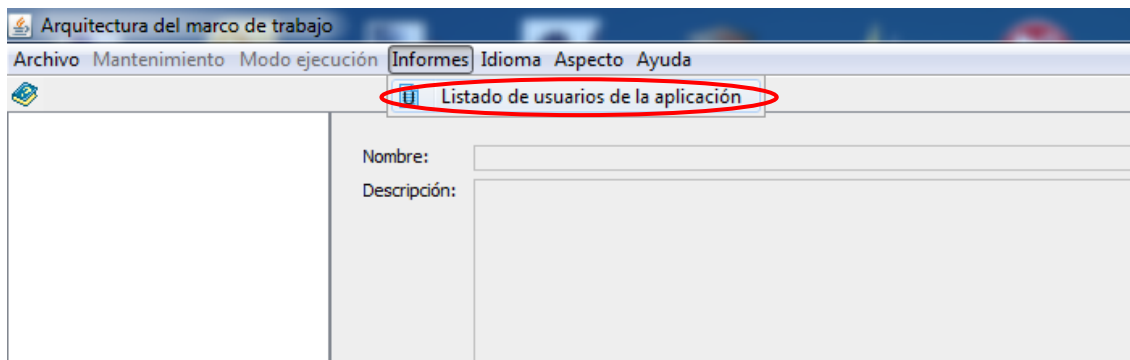 Arquitectura del marco de trabajo
Archivo Mantenimiento Modo ejecución Informes Idioma Aspecto Ayuda
Listado de usuarios de la aplicación
Nombre:
Descripción: